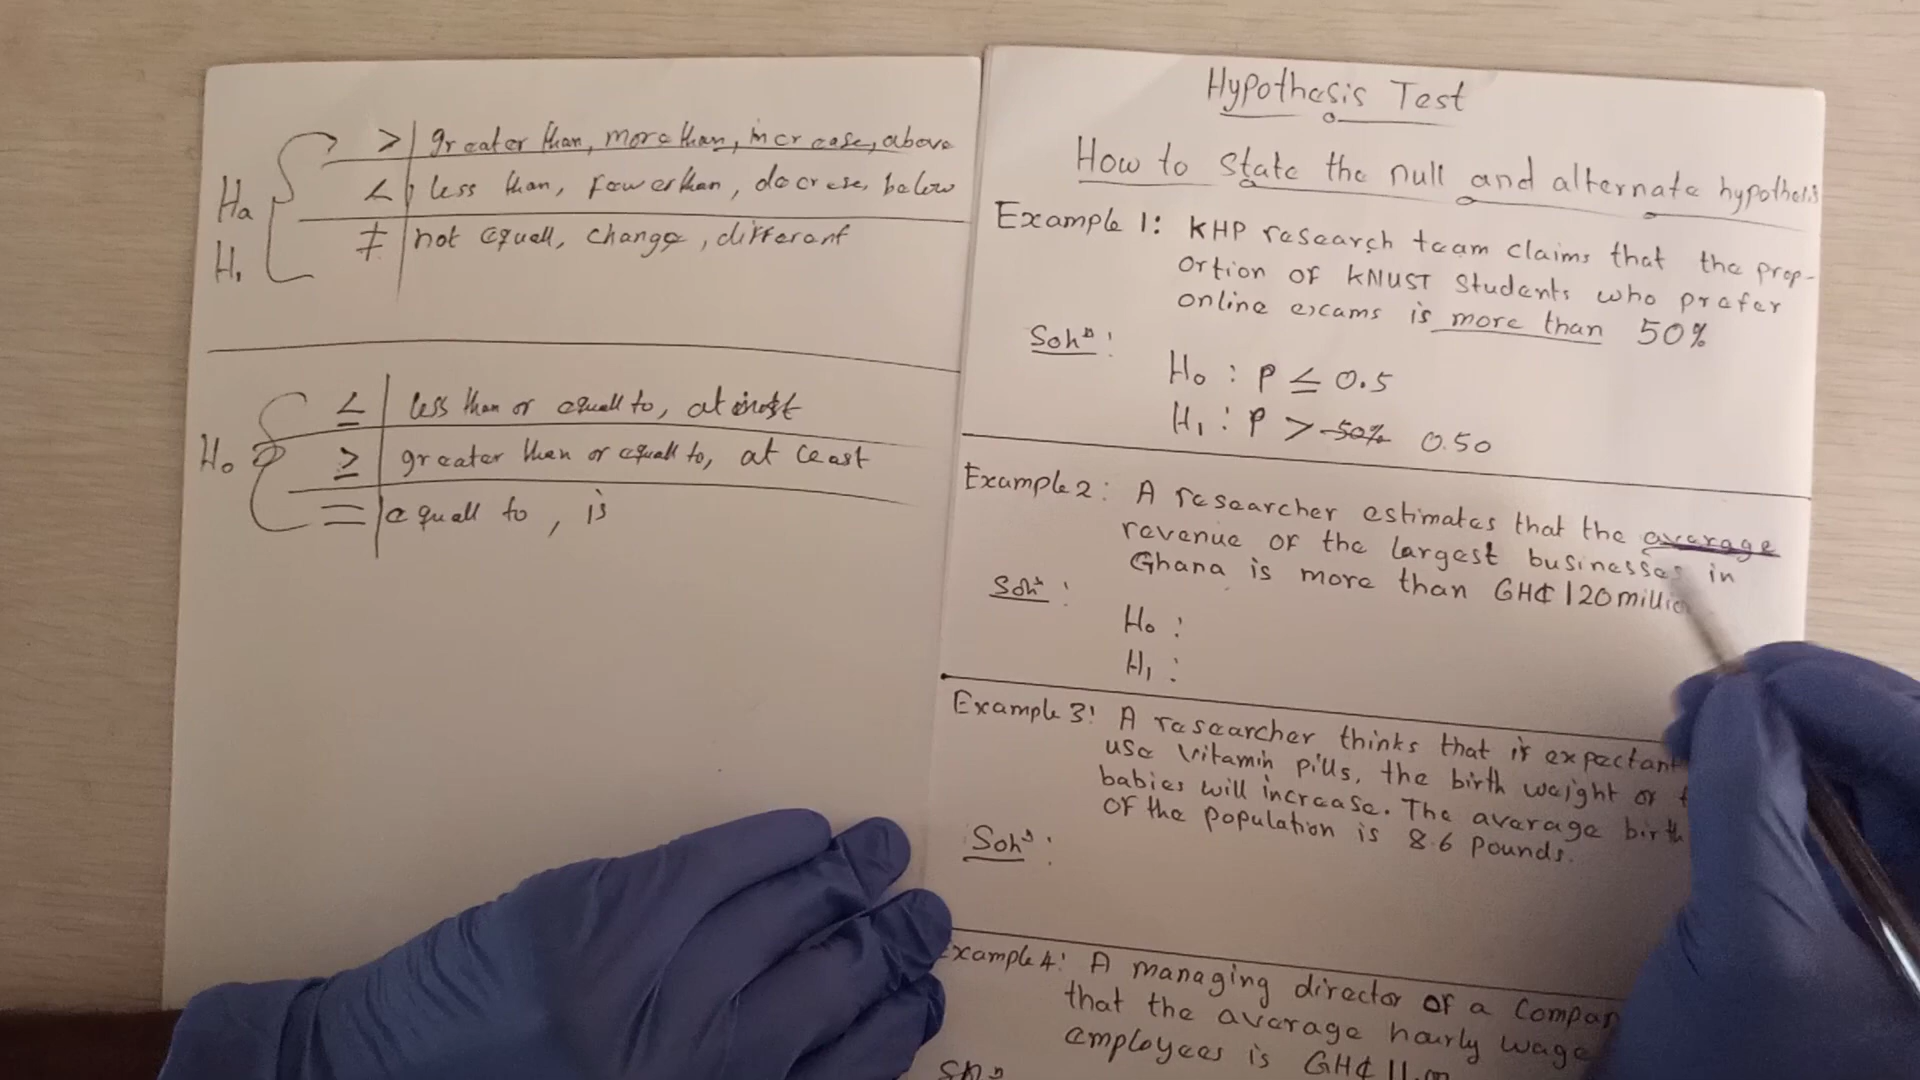 > greater than, more than, increase, above
Ha < less than, fewer than, decrese, below
H₁ ≠ not equall, change, different
≤ less than or equall to, at most
H₀ ≥ greater than or equall to, at least
= equall to, is
Hypothesis Test
How to state the null and alternate hypothesis
Example 1: KHP research team claims that the prop-
ortion of KNUST Students who prefer
online exams is more than 50%
Solⁿ:
H₀ : P ≤ 0.5
H₁ : P > 50% 0.50
Example 2: A researcher estimates that the average
revenue of the largest businesses in
Ghana is more than GH₵ 120
Solⁿ:
H₀ :
H₁ :
Example 3: A researcher thinks that if expectant
use vitamin pills, the birth weight of
babies will increase. The average birth
of the population is 8.6 pounds.
Solⁿ:
Example 4: A managing director of a
that the average hourly wage
employees is GH₵